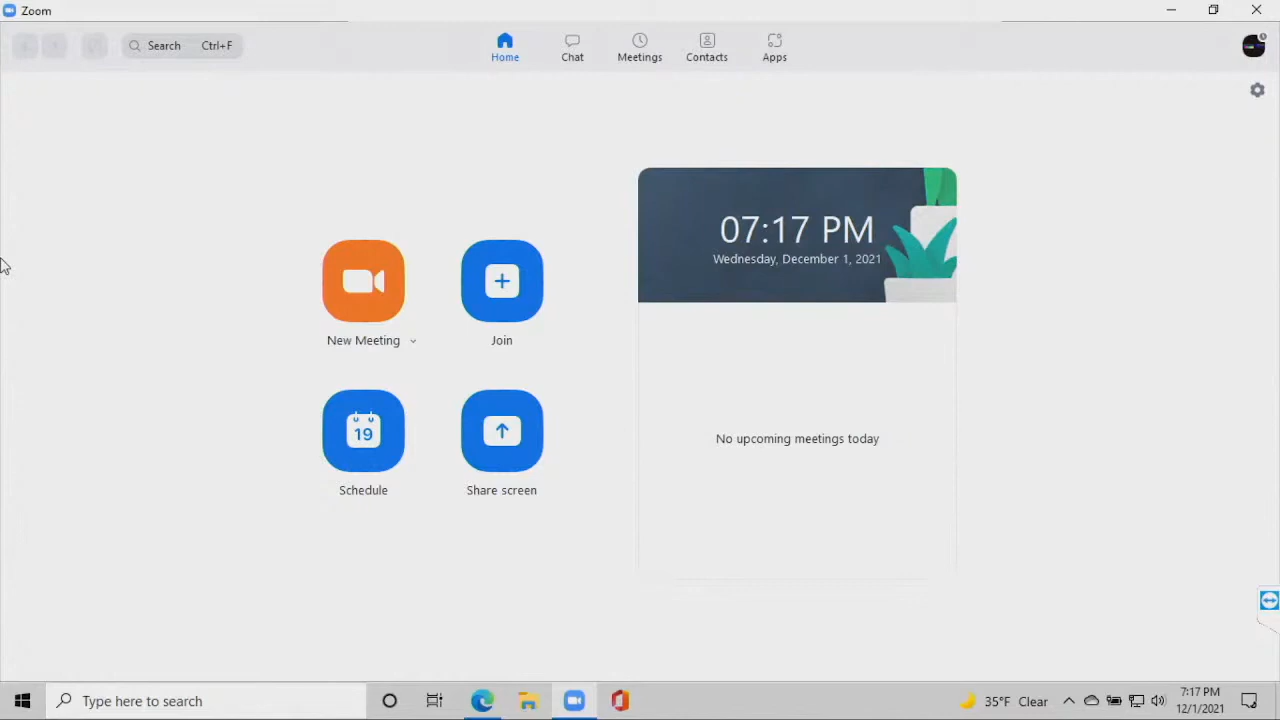 Zoom
Search Ctrl+F
Home
Chat
Meetings
Contacts
Apps
07:17 PM
Wednesday, December 1, 2021
New Meeting
Join
19
Schedule
Share screen
No upcoming meetings today
Type here to search
35°F Clear
7:17 PM
12/1/2021